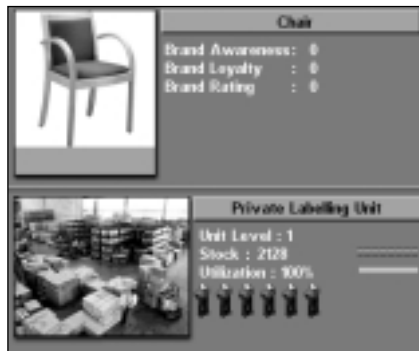 Chair
Brand Awareness: 0
Brand Loyalty : 0
Brand Rating : 0
Private Labelling Unit
Unit Level : 1
Stock : 2128
Utilization : 100%